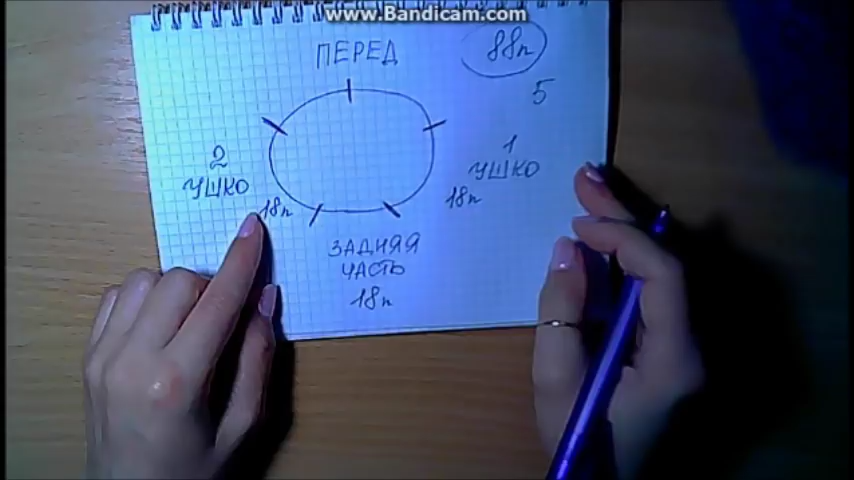 www.Bandicam.com
ПЕРЕД
88п
5
2
УШКО
18п
1
УШКО
18п
ЗАДНЯЯ
ЧАСТЬ
18п